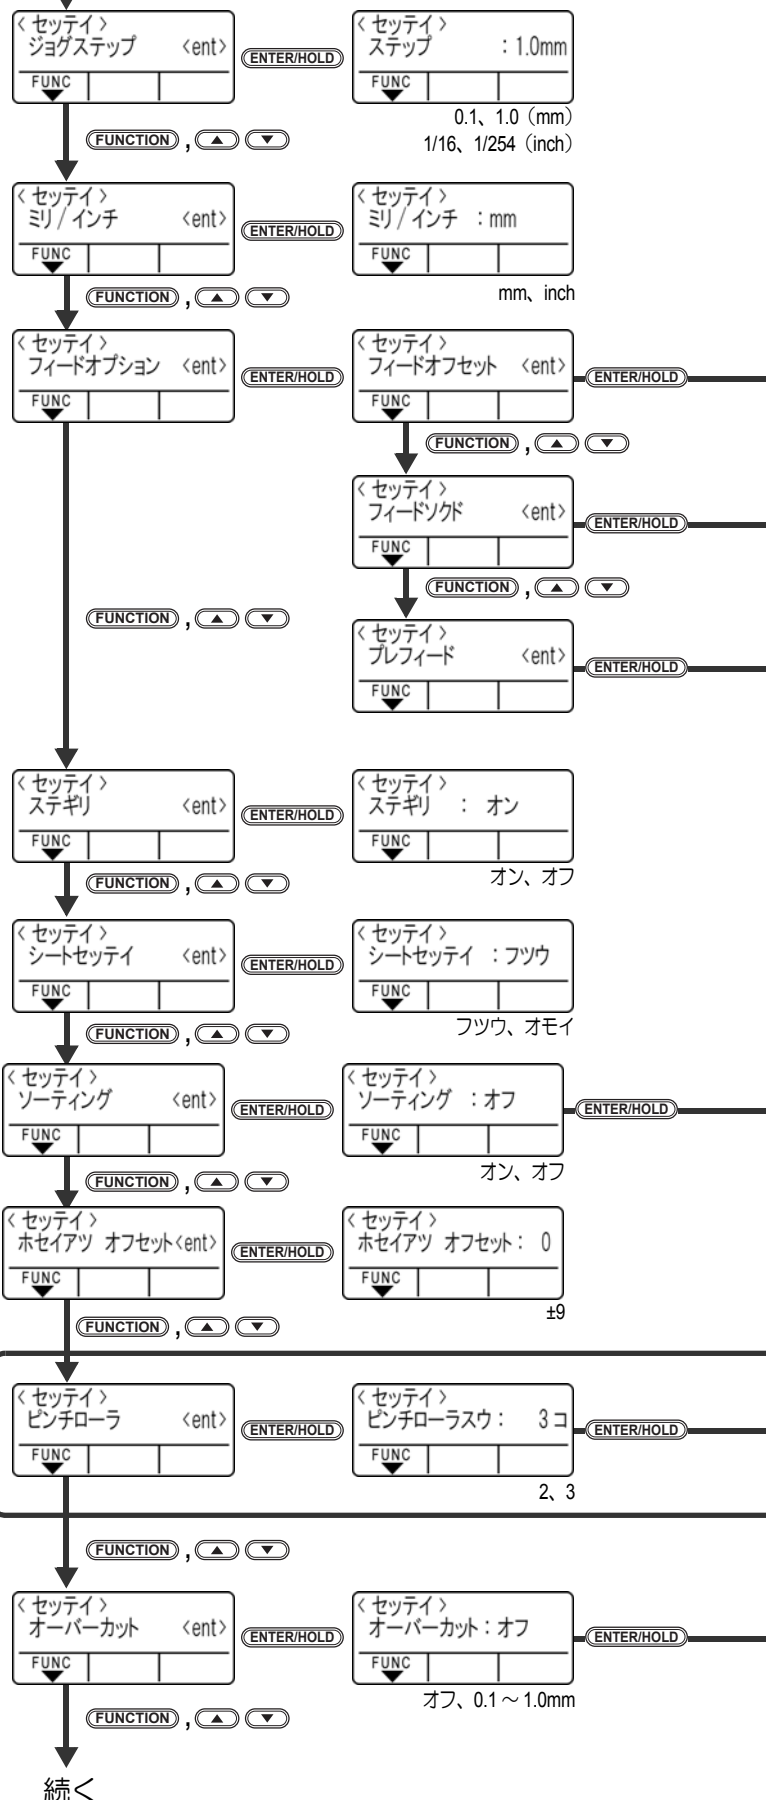 < セッテイ >
ジョグステップ <ent>
FUNC
ENTER/HOLD
< セッテイ >
ステップ : 1.0mm
FUNC
0.1、1.0（mm）
1/16、1/254（inch）
FUNCTION ,
< セッテイ >
ミリ / インチ <ent>
FUNC
ENTER/HOLD
< セッテイ >
ミリ / インチ : mm
FUNC
mm、inch
FUNCTION ,
< セッテイ >
フィードオプション <ent>
FUNC
ENTER/HOLD
< セッテイ >
フィードオフセット <ent>
FUNC
ENTER/HOLD
FUNCTION ,
< セッテイ >
フィードソクド <ent>
FUNC
ENTER/HOLD
FUNCTION ,
FUNCTION ,
< セッテイ >
プレフィード <ent>
FUNC
ENTER/HOLD
< セッテイ >
ステギリ <ent>
FUNC
ENTER/HOLD
< セッテイ >
ステギリ : オン
FUNC
オン、オフ
FUNCTION ,
< セッテイ >
シートセッテイ <ent>
FUNC
ENTER/HOLD
< セッテイ >
シートセッテイ : フツウ
FUNC
フツウ、オモイ
FUNCTION ,
< セッテイ >
ソーティング <ent>
FUNC
ENTER/HOLD
< セッテイ >
ソーティング : オフ
FUNC
ENTER/HOLD
オン、オフ
FUNCTION ,
< セッテイ >
ホセイアツ オフセット<ent>
FUNC
ENTER/HOLD
< セッテイ >
ホセイアツ オフセット : 0
FUNC
±9
FUNCTION ,
< セッテイ >
ピンチローラ <ent>
FUNC
ENTER/HOLD
< セッテイ >
ピンチローラスウ : 3コ
FUNC
ENTER/HOLD
2、3
FUNCTION ,
< セッテイ >
オーバーカット <ent>
FUNC
ENTER/HOLD
< セッテイ >
オーバーカット : オフ
FUNC
ENTER/HOLD
オフ、0.1～1.0mm
FUNCTION ,
続く